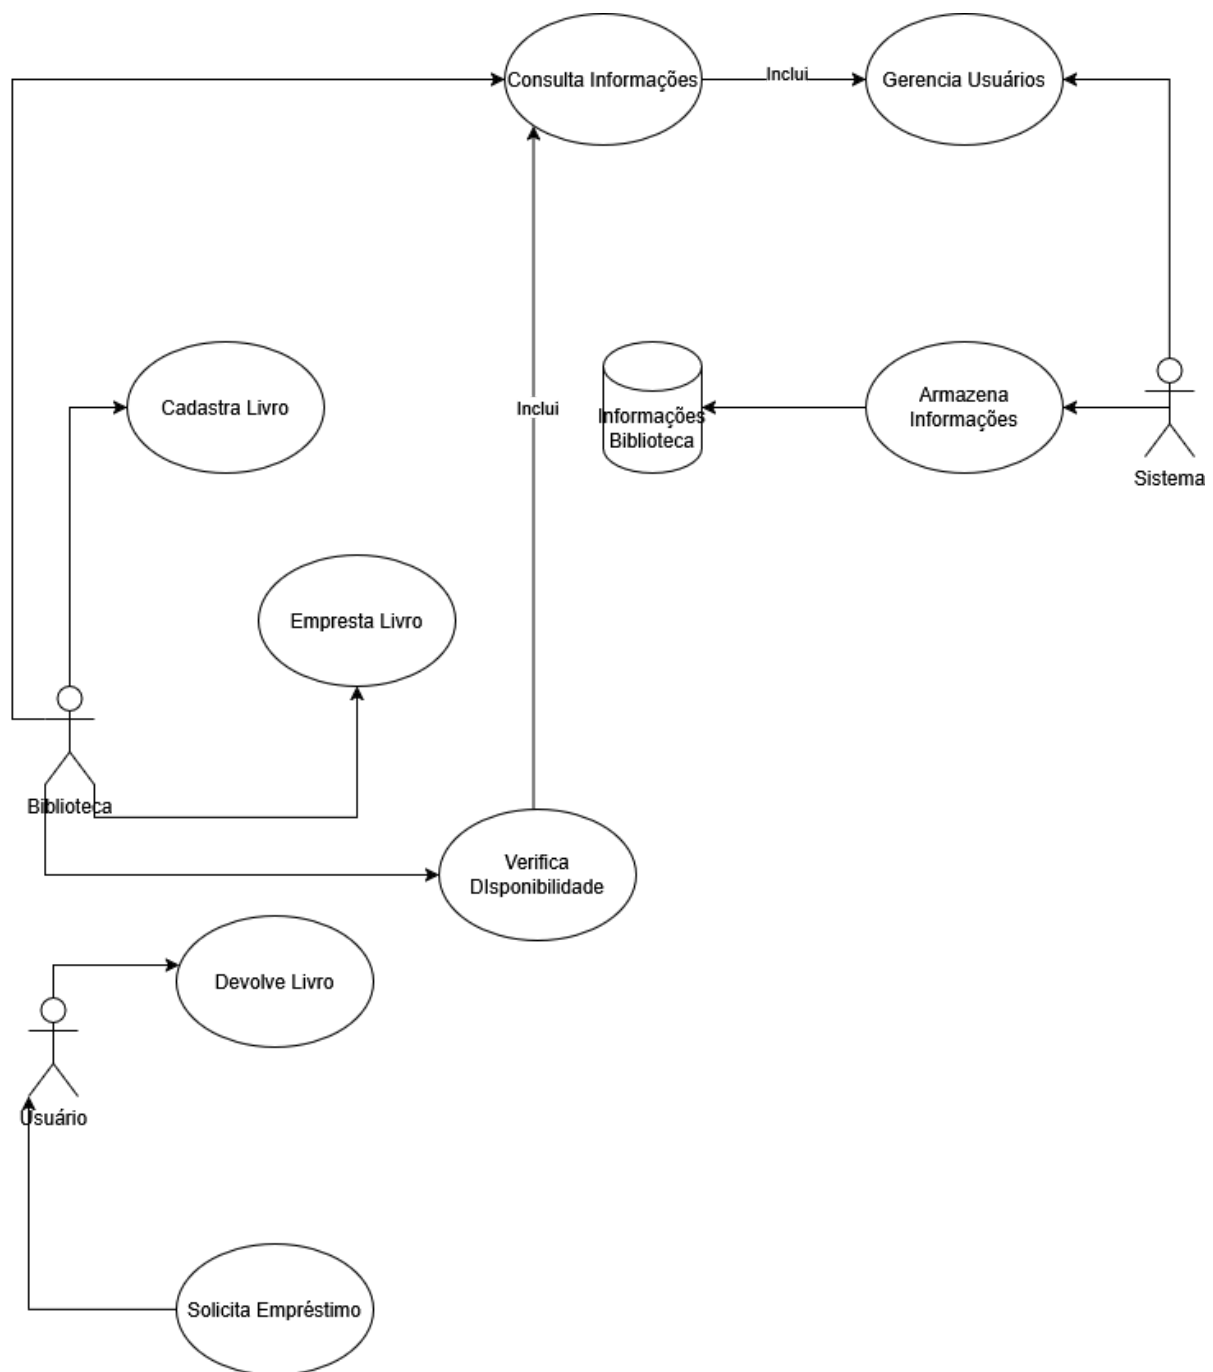 Consulta Informações
Inclui
Gerencia Usuários
Cadastra Livro
Inclui
Informações
Biblioteca
Armazena
Informações
Sistema
Empresta Livro
Biblioteca
Verifica
DIsponibilidade
Devolve Livro
Usuário
Solicita Empréstimo